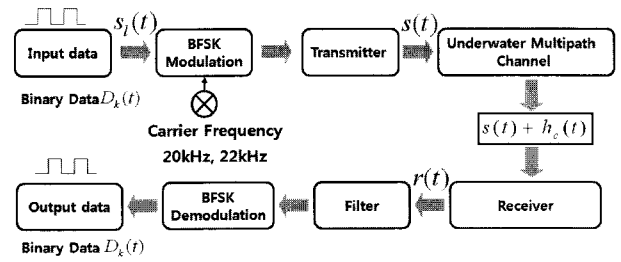 s_l(t)
s(t)
Input data
BFSK
Modulation
Transmitter
Underwater Multipath
Channel
Binary Data D_k(t)
Carrier Frequency
20kHz, 22kHz
s(t) + h_c(t)
r(t)
Output data
BFSK
Demodulation
Filter
Receiver
Binary Data D_k(t)